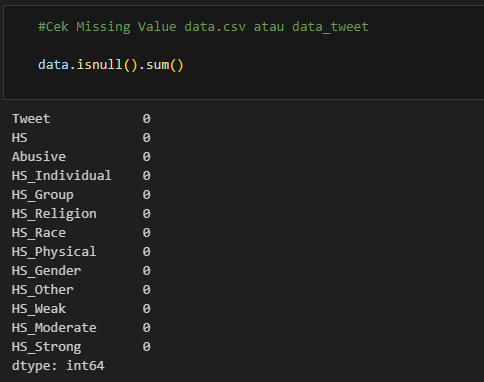 #Cek Missing Value data.csv atau data_tweet
data.isnull().sum()
Tweet 0
HS 0
Abusive 0
HS_Individual 0
HS_Group 0
HS_Religion 0
HS_Race 0
HS_Physical 0
HS_Gender 0
HS_Other 0
HS_Weak 0
HS_Moderate 0
HS_Strong 0
dtype: int64